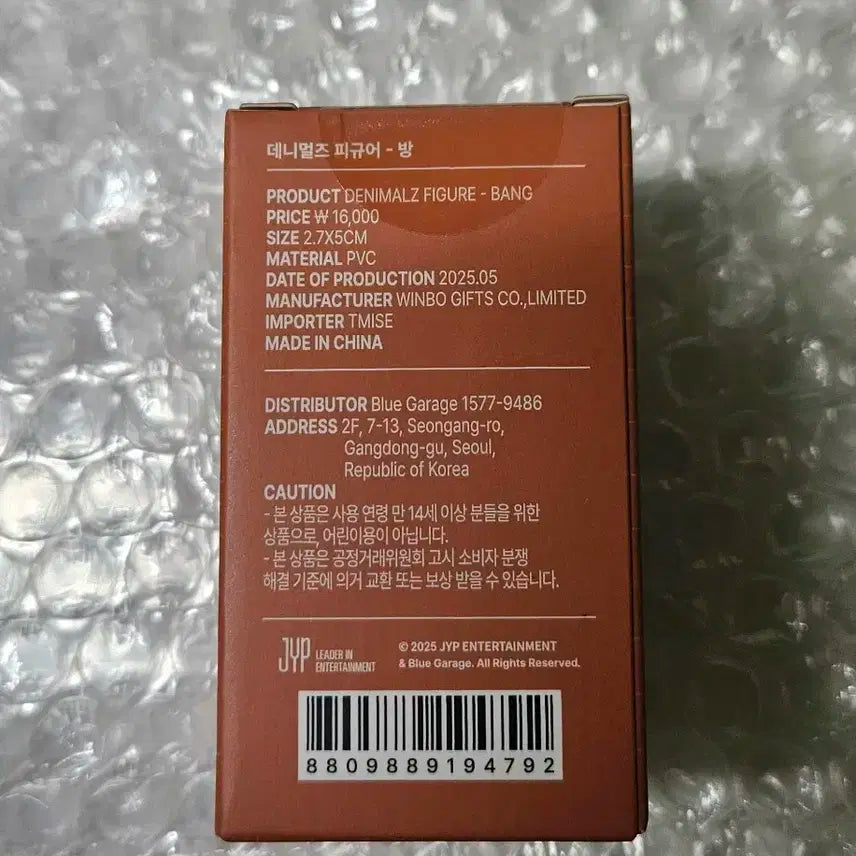 데니멀즈 피규어 - 방
PRODUCT DENIMALZ FIGURE - BANG
PRICE ₩ 16,000
SIZE 2.7X5CM
MATERIAL PVC
DATE OF PRODUCTION 2025.05
MANUFACTURER WINBO GIFTS CO.,LIMITED
IMPORTER TMISE
MADE IN CHINA
DISTRIBUTOR Blue Garage 1577-9486
ADDRESS 2F, 7-13, Seongang-ro,
Gangdong-gu, Seoul,
Republic of Korea
CAUTION
- 본 상품은 사용 연령 만 14세 이상 분들을 위한
상품으로, 어린이용이 아닙니다.
- 본 상품은 공정거래위원회 고시 소비자 분쟁
해결 기준에 의거 교환 또는 보상 받을 수 있습니다.
JYP LEADER IN
ENTERTAINMENT
© 2025 JYP ENTERTAINMENT
& Blue Garage. All Rights Reserved.
8809889194792